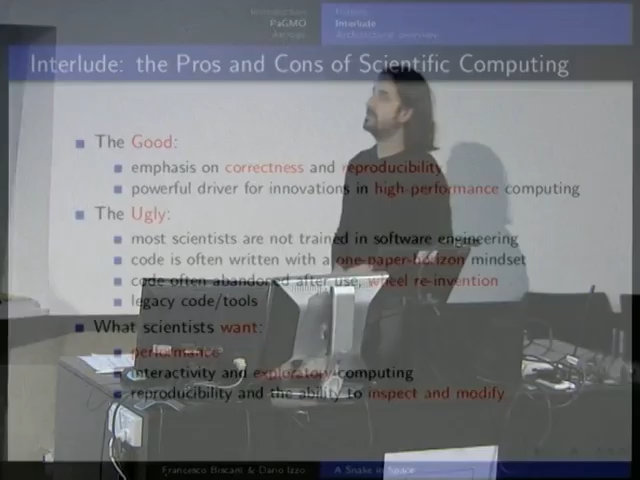 Introduction
PaGMO
Interlude
Architectural overview
Interlude: the Pros and Cons of Scientific Computing
The Good:
emphasis on correctness and reproducibility
powerful driver for innovations in high-performance computing
The Ugly:
most scientists are not trained in software engineering
code is often written with a one-paper-horizon mindset
code often abandoned after use, wheel re-invention
legacy code/tools
What scientists want:
performance
interactivity and exploratory computing
reproducibility and the ability to inspect and modify
Francesco Biscani & Dario Izzo
A Snake in Space